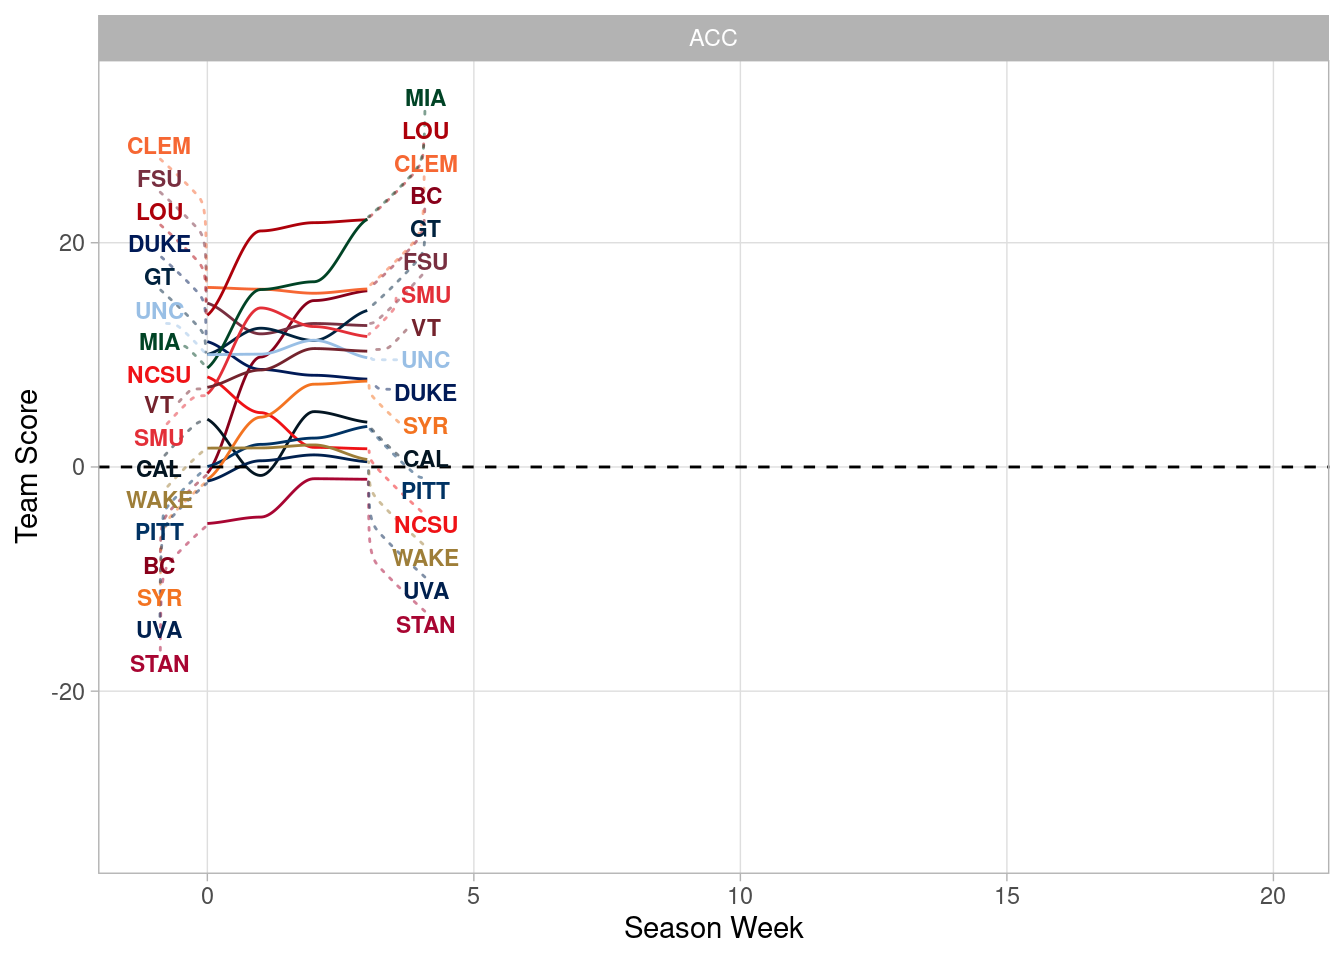 ACC
Team Score
20
0
-20
CLEM
FSU
LOU
DUKE
GT
UNC
MIA
NCSU
VT
SMU
CAL
WAKE
PITT
BC
SYR
UVA
STAN
MIA
LOU
CLEM
BC
GT
FSU
SMU
VT
UNC
DUKE
SYR
CAL
PITT
NCSU
WAKE
UVA
STAN
0 5 10 15 20
Season Week